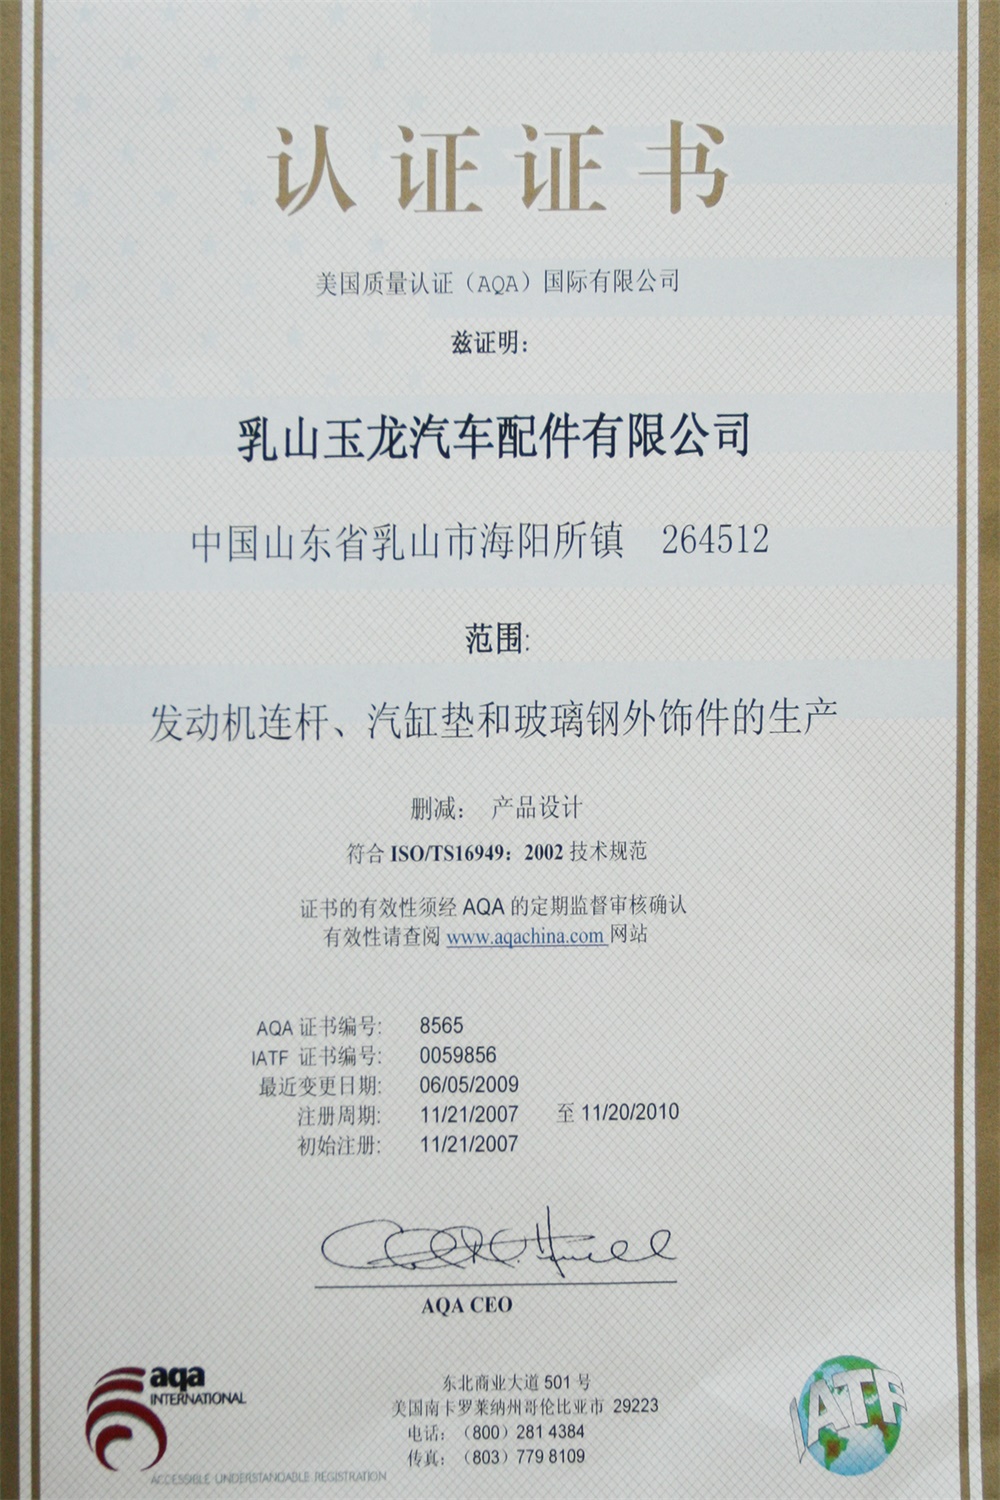 认证证书
美国质量认证（AQA）国际有限公司
兹证明：
乳山玉龙汽车配件有限公司
中国山东省乳山市海阳所镇 264512
范围:
发动机连杆、汽缸垫和玻璃钢外饰件的生产
删减： 产品设计
符合 ISO/TS16949：2002 技术规范
证书的有效性须经 AQA 的定期监督审核确认
有效性请查阅 www.aqachina.com 网站
AQA 证书编号: 8565
IATF 证书编号: 0059856
最近变更日期: 06/05/2009
注册周期: 11/21/2007 至 11/20/2010
初始注册: 11/21/2007
AQA CEO
aqa
INTERNATIONAL
ACCESSIBLE UNDERSTANDABLE REGISTRATION
东北商业大道 501 号
美国南卡罗莱纳州哥伦比亚市 29223
电话：（800）281 4384
传真：（803）779 8109
IATF